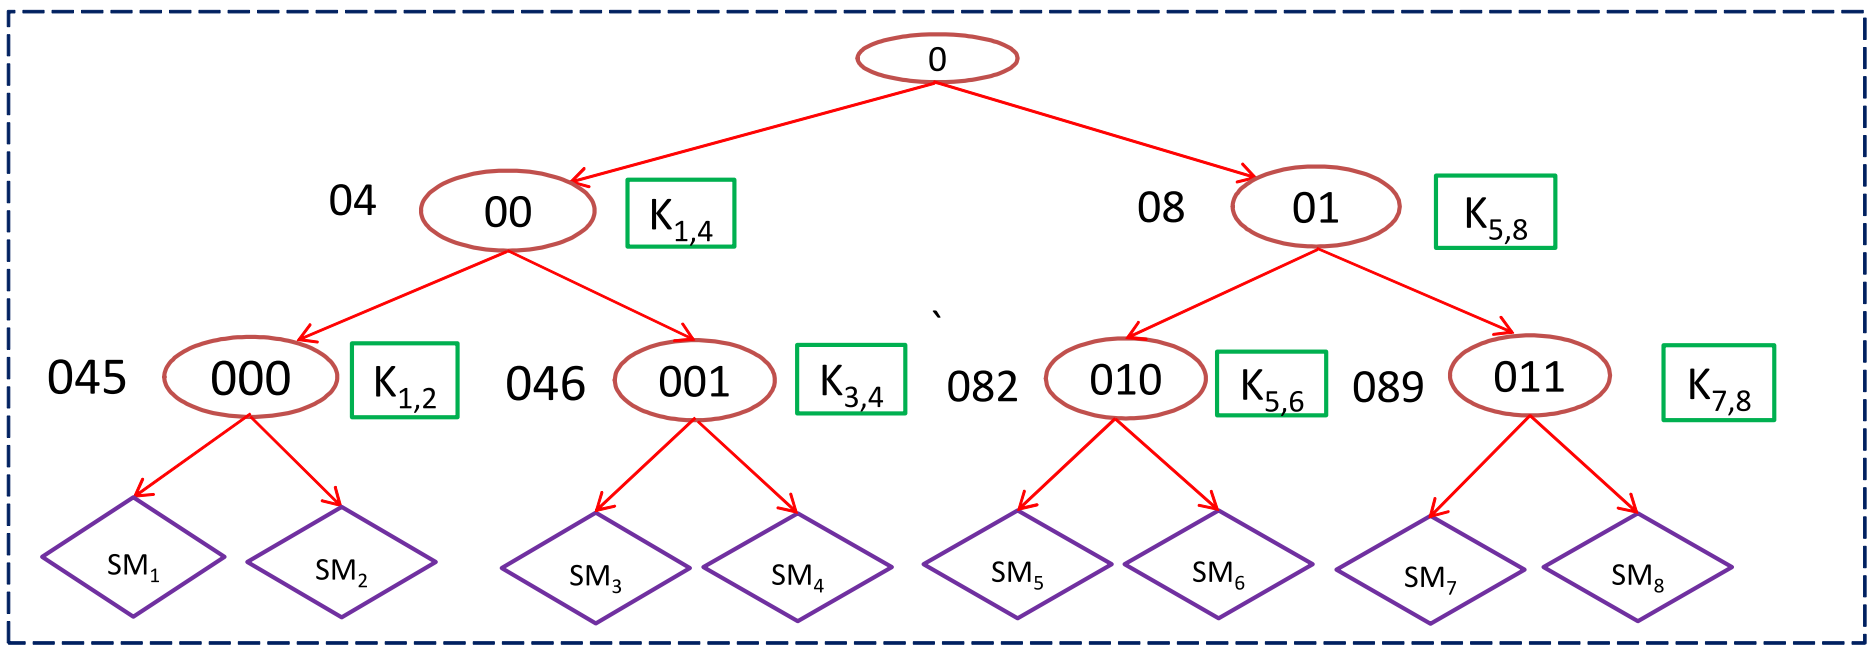 0
04 00 K1,4 08 01 K5,8
`
045 000 K1,2 046 001 K3,4 082 010 K5,6 089 011 K7,8
SM1 SM2 SM3 SM4 SM5 SM6 SM7 SM8